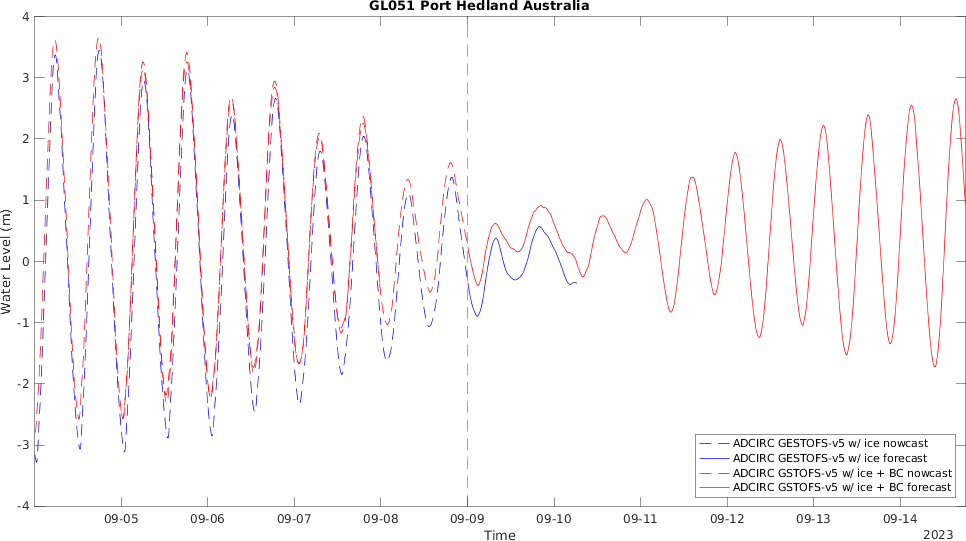 GL051 Port Hedland Australia
4
3
2
1
0
-1
-2
-3
-4
Water Level (m)
09-05 09-06 09-07 09-08 09-09 09-10 09-11 09-12 09-13 09-14
Time
2023
ADCIRC GESTOFS-v5 w/ ice nowcast
ADCIRC GESTOFS-v5 w/ ice forecast
ADCIRC GSTOFS-v5 w/ ice + BC nowcast
ADCIRC GSTOFS-v5 w/ ice + BC forecast